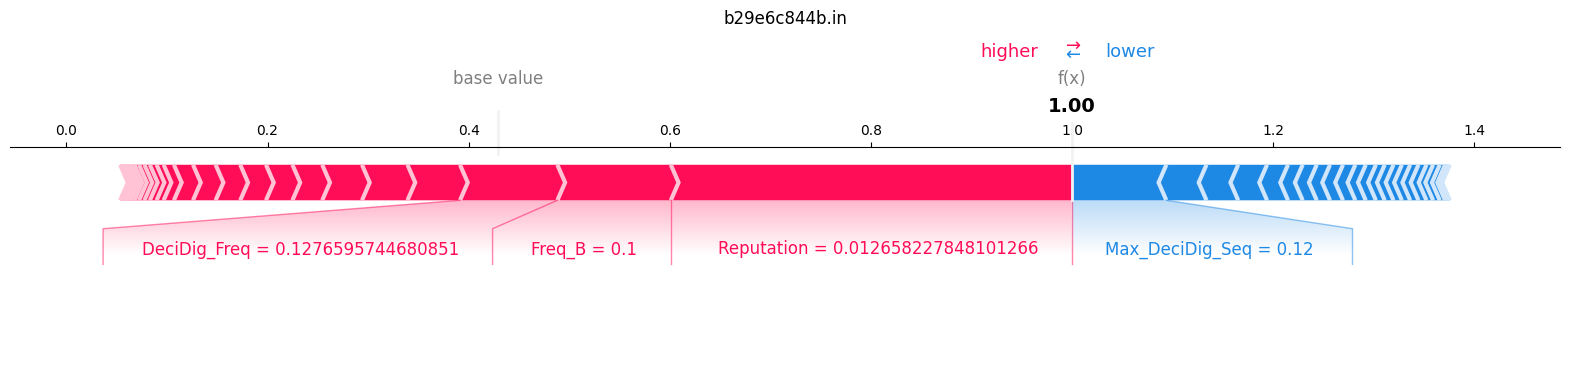 b29e6c844b.in
higher ⇄ lower
base value f(x)
1.00
0.0 0.2 0.4 0.6 0.8 1.0 1.2 1.4
DeciDig_Freq = 0.1276595744680851 Freq_B = 0.1 Reputation = 0.012658227848101266 Max_DeciDig_Seq = 0.12